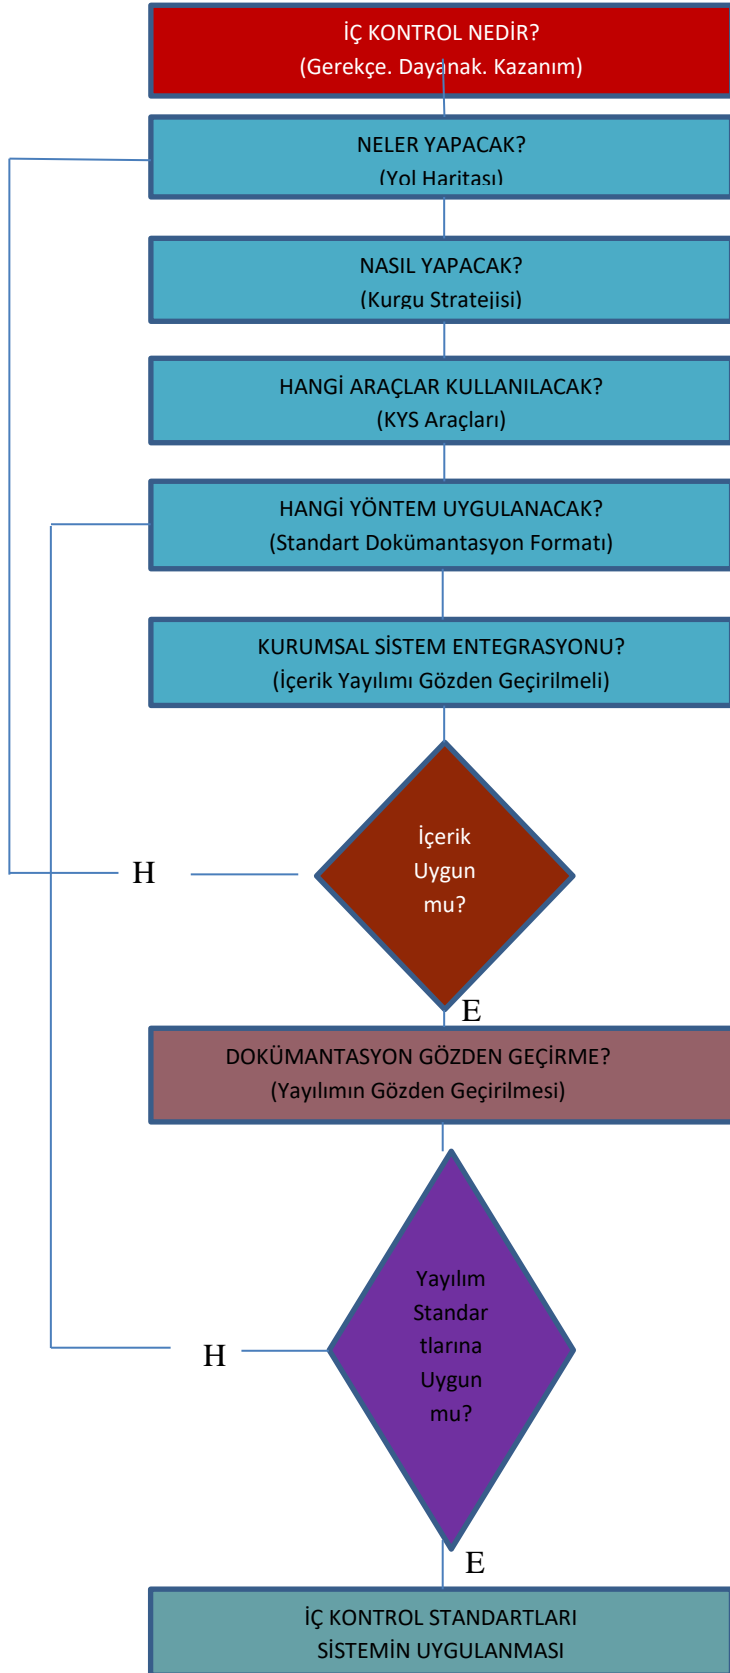 İÇ KONTROL NEDİR?
(Gerekçe. Dayanak. Kazanım)
NELER YAPACAK?
(Yol Haritası)
NASIL YAPACAK?
(Kurgu Stratejisi)
HANGİ ARAÇLAR KULLANILACAK?
(KYS Araçları)
HANGİ YÖNTEM UYGULANACAK?
(Standart Dokümantasyon Formatı)
KURUMSAL SİSTEM ENTEGRASYONU?
(İçerik Yayılımı Gözden Geçirilmeli)
İçerik
Uygun
mu?
H
E
DOKÜMANTASYON GÖZDEN GEÇİRME?
(Yayılımın Gözden Geçirilmesi)
Yayılım
Standar
tlarına
Uygun
mu?
H
E
İÇ KONTROL STANDARTLARI
SİSTEMİN UYGULANMASI